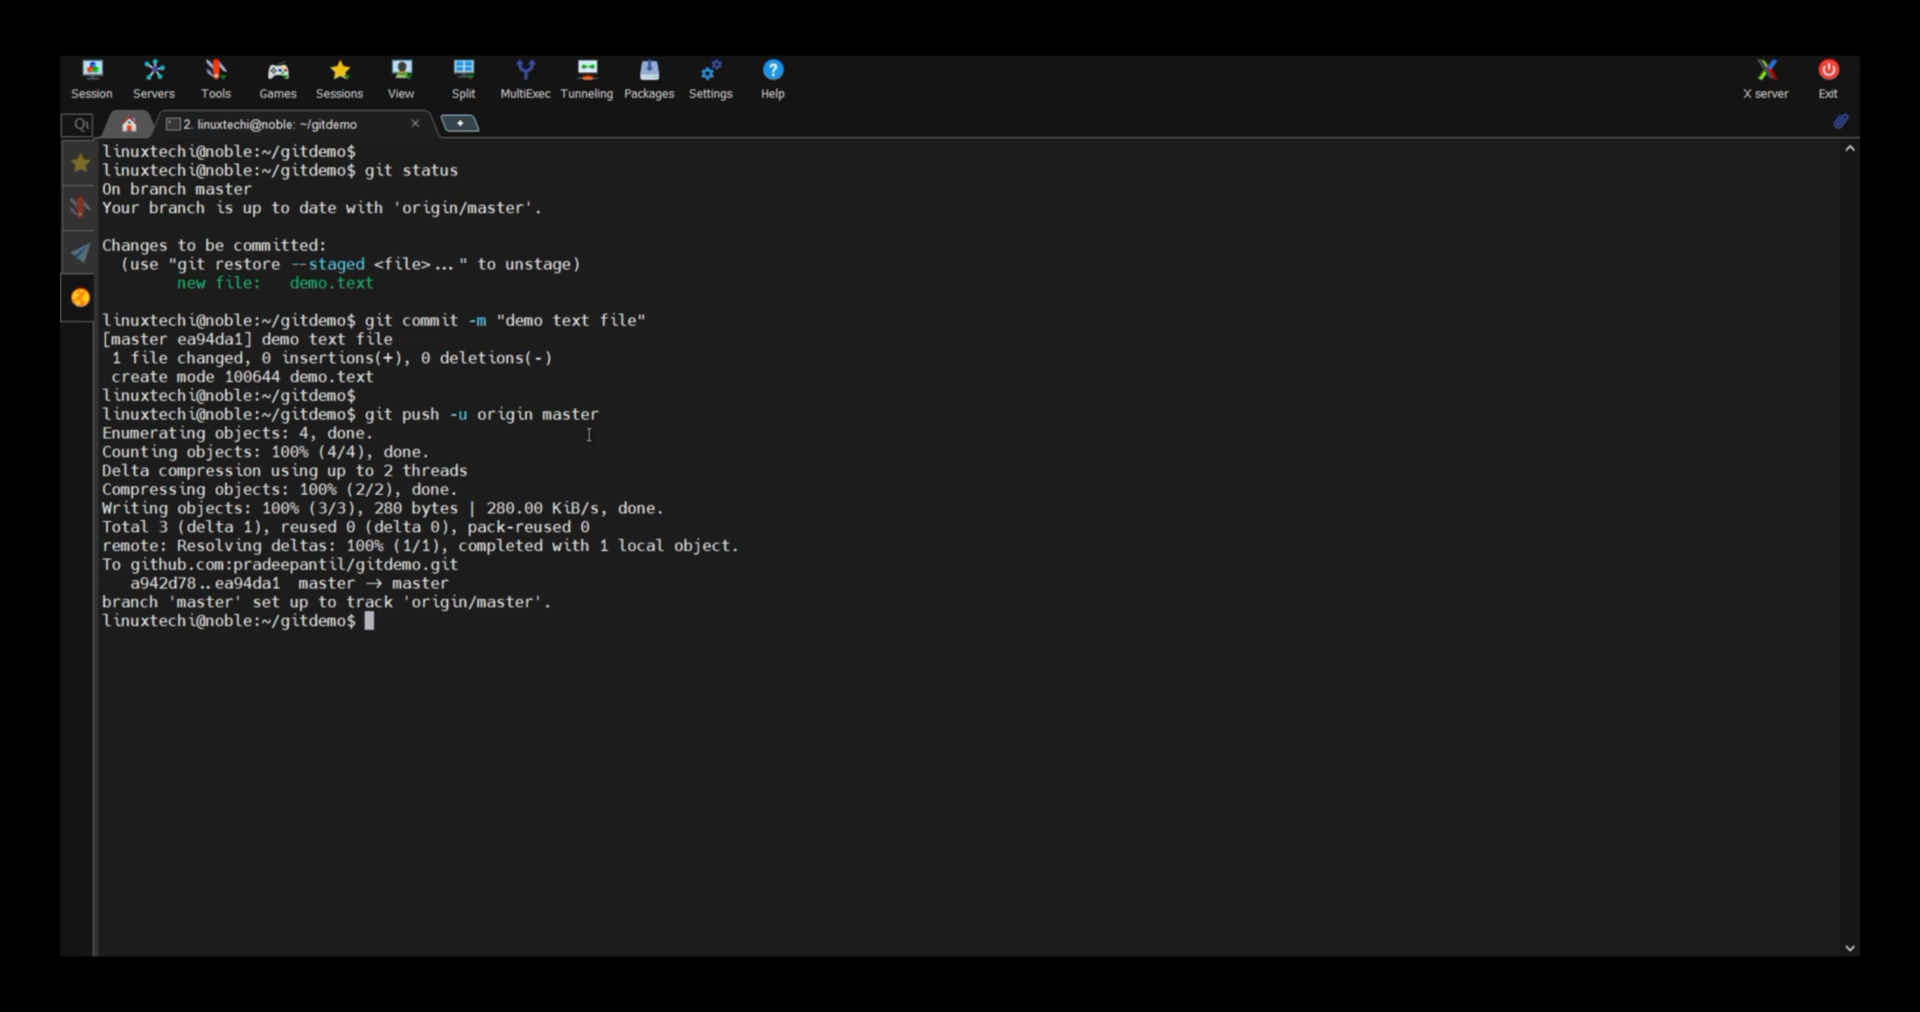 Session Servers Tools Games Sessions View Split MultiExec Tunneling Packages Settings Help X server Exit
2. linuxtechi@noble: ~/gitdemo
linuxtechi@noble:~/gitdemo$
linuxtechi@noble:~/gitdemo$ git status
On branch master
Your branch is up to date with 'origin/master'.
Changes to be committed:
(use "git restore --staged <file>..." to unstage)
new file:   demo.text
linuxtechi@noble:~/gitdemo$ git commit -m "demo text file"
[master ea94da1] demo text file
1 file changed, 0 insertions(+), 0 deletions(-)
create mode 100644 demo.text
linuxtechi@noble:~/gitdemo$
linuxtechi@noble:~/gitdemo$ git push -u origin master
Enumerating objects: 4, done.
Counting objects: 100% (4/4), done.
Delta compression using up to 2 threads
Compressing objects: 100% (2/2), done.
Writing objects: 100% (3/3), 280 bytes | 280.00 KiB/s, done.
Total 3 (delta 1), reused 0 (delta 0), pack-reused 0
remote: Resolving deltas: 100% (1/1), completed with 1 local object.
To github.com:pradeepantil/gitdemo.git
a942d78..ea94da1  master -> master
branch 'master' set up to track 'origin/master'.
linuxtechi@noble:~/gitdemo$